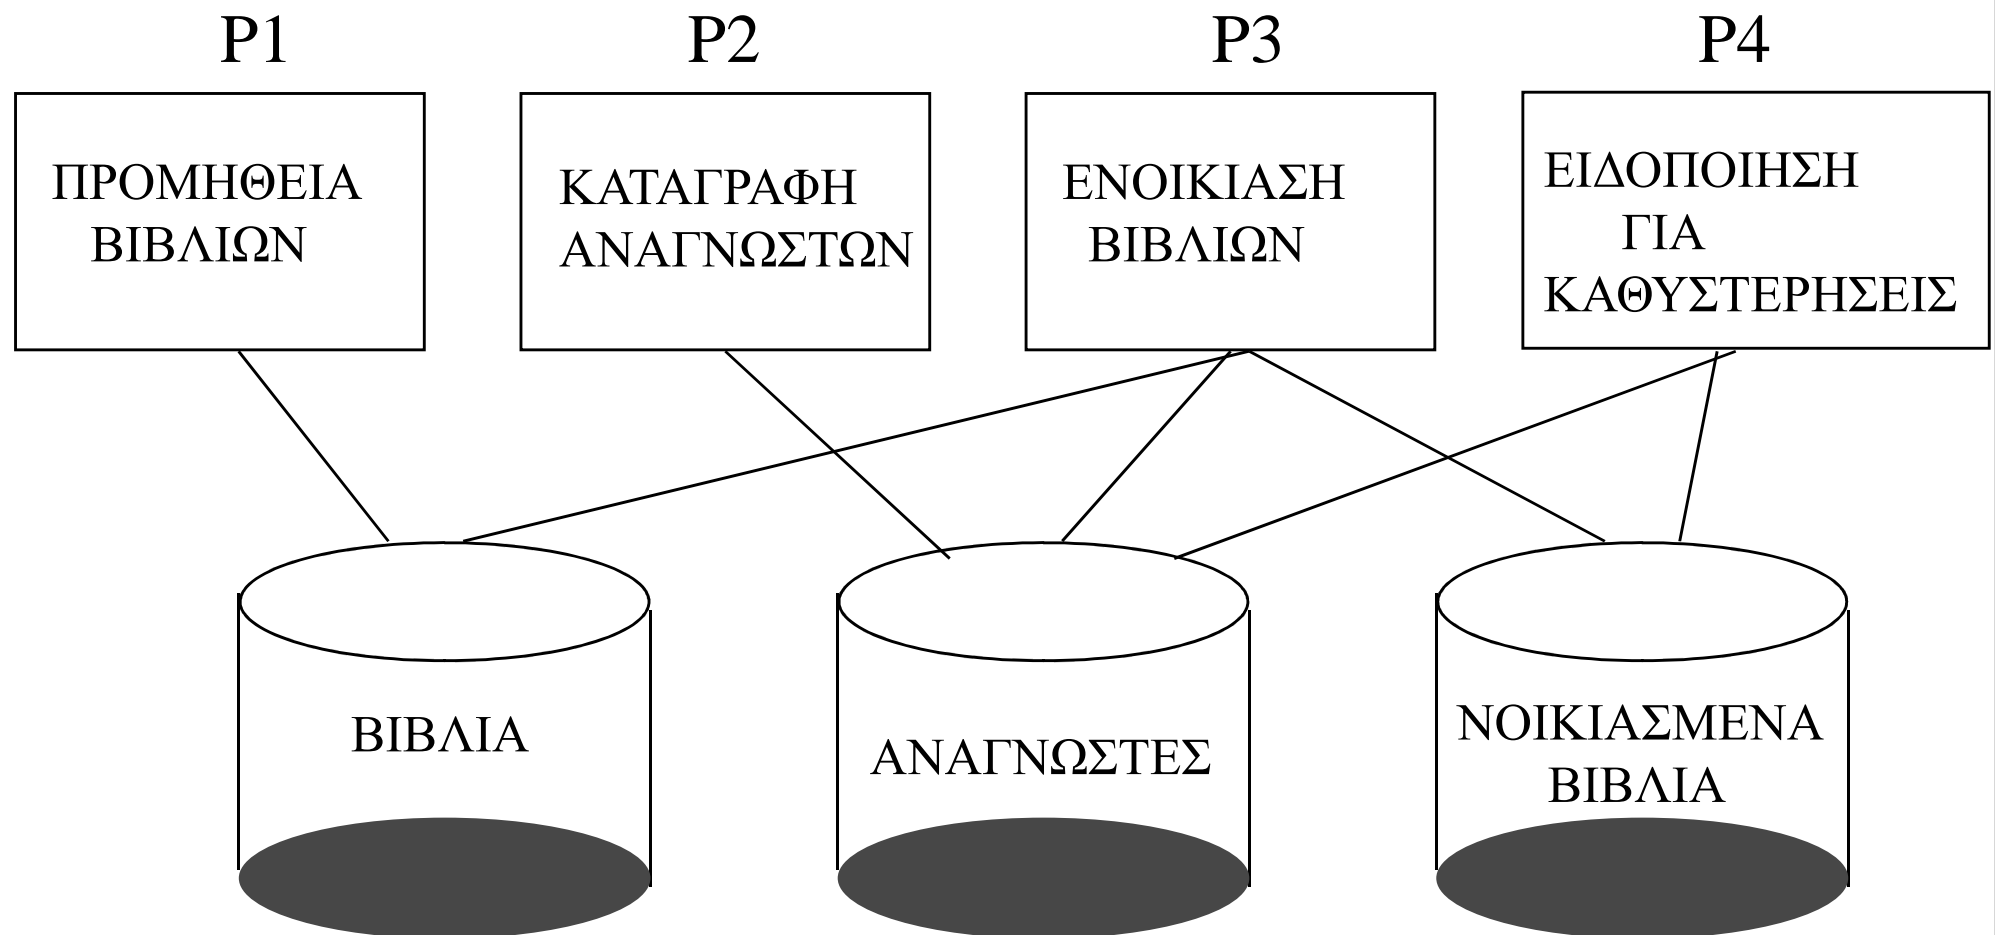 P1
P2
P3
P4
ΠΡΟΜΗΘΕΙΑ
ΒΙΒΛΙΩΝ
ΚΑΤΑΓΡΑΦΗ
ΑΝΑΓΝΩΣΤΩΝ
ΕΝΟΙΚΙΑΣΗ
ΒΙΒΛΙΩΝ
ΕΙΔΟΠΟΙΗΣΗ
ΓΙΑ
ΚΑΘΥΣΤΕΡΗΣΕΙΣ
ΒΙΒΛΙΑ
ΑΝΑΓΝΩΣΤΕΣ
ΝΟΙΚΙΑΣΜΕΝΑ
ΒΙΒΛΙΑ